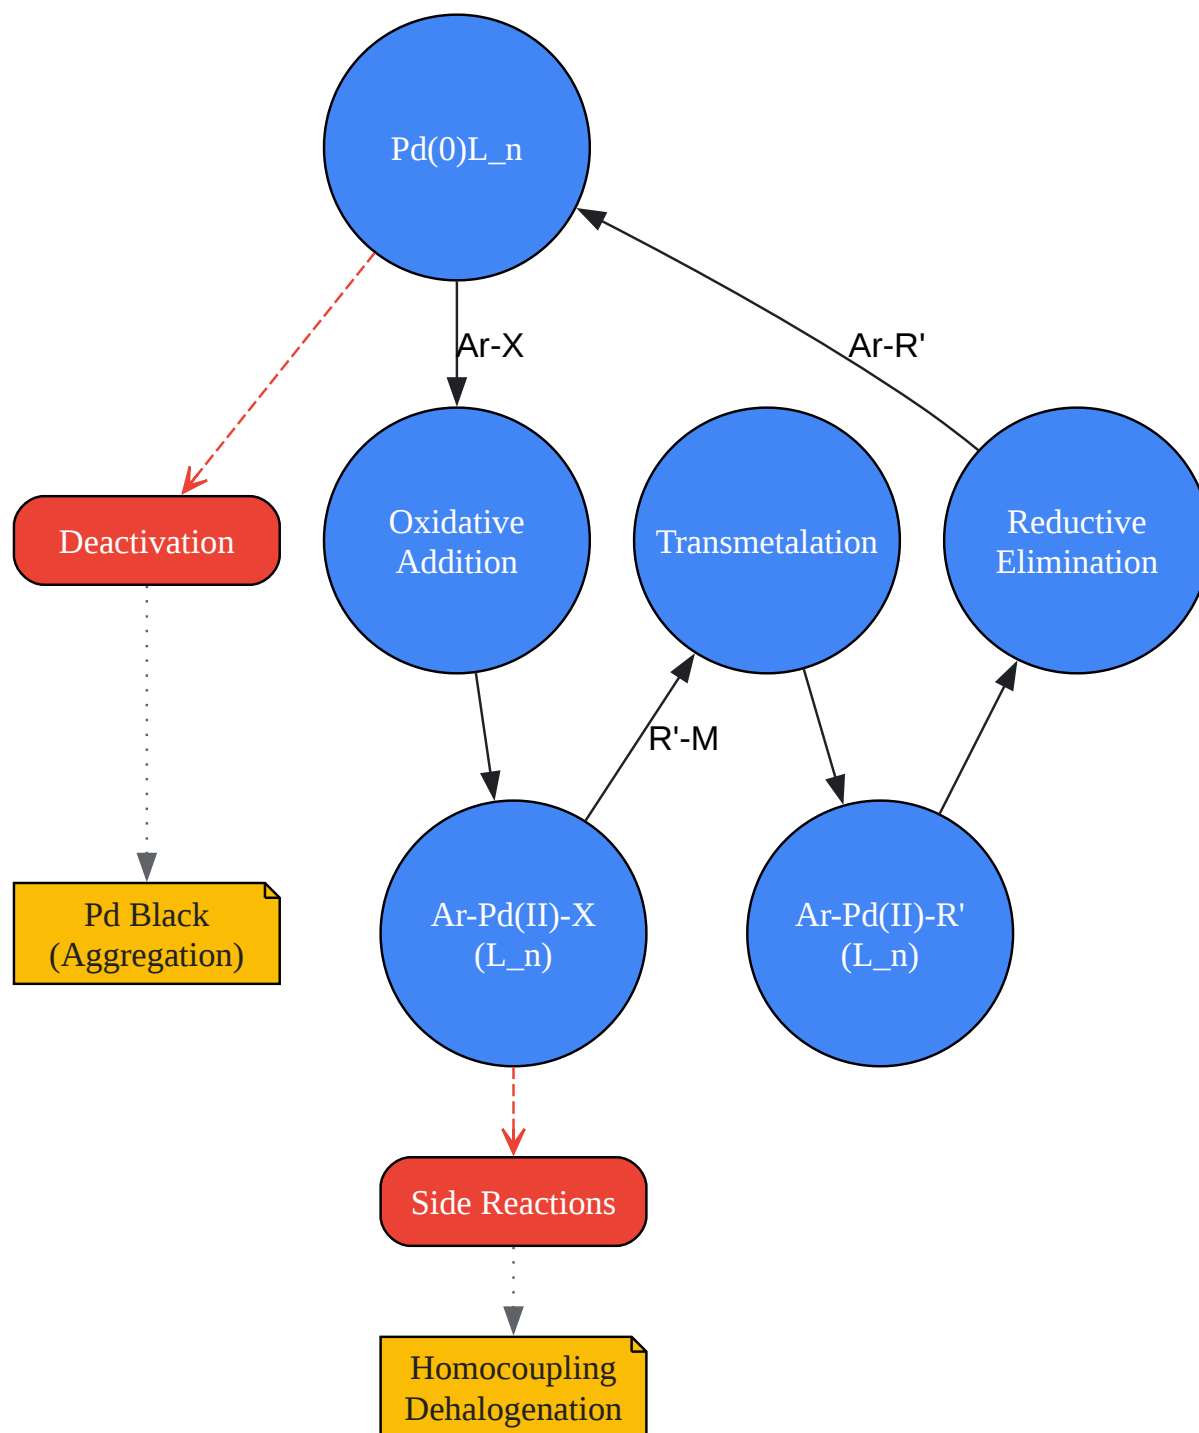 Pd(0)L_n
Ar-X
Ar-R'
Deactivation
Oxidative
Addition
Transmetalation
Reductive
Elimination
R'-M
Pd Black
(Aggregation)
Ar-Pd(II)-X
(L_n)
Ar-Pd(II)-R'
(L_n)
Side Reactions
Homocoupling
Dehalogenation